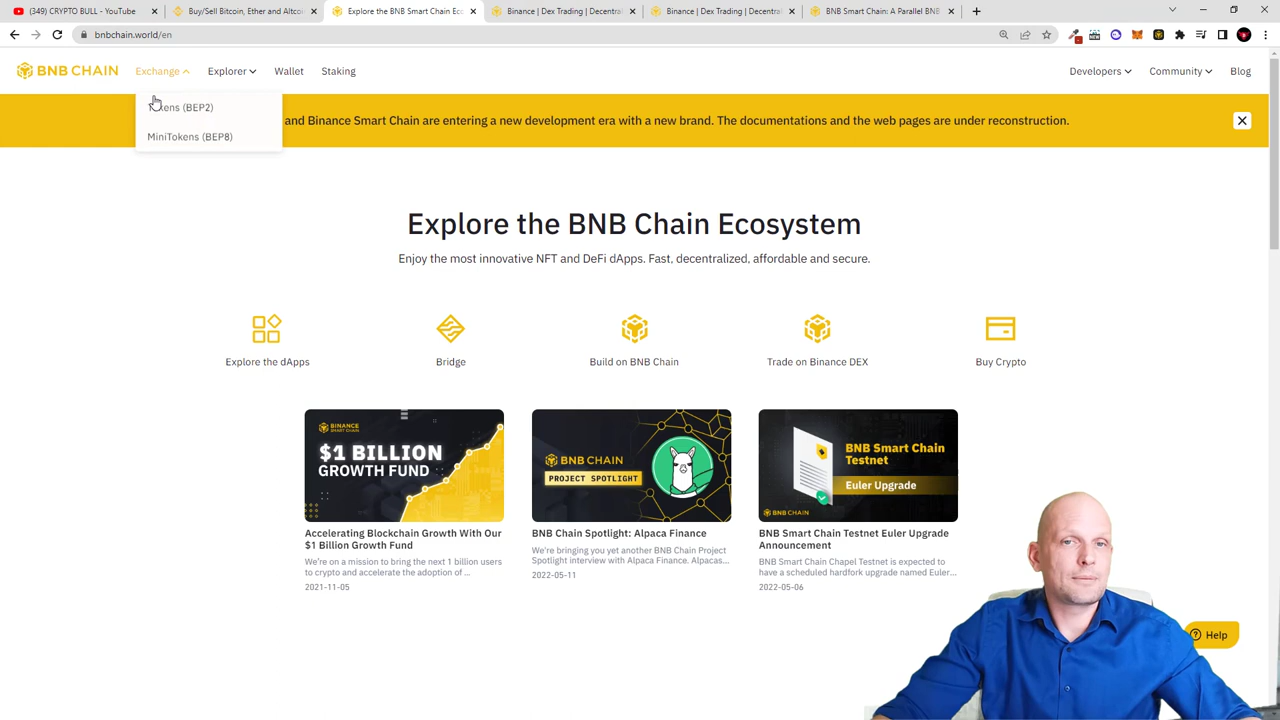 (349) CRYPTO BULL - YouTube
Buy/Sell Bitcoin, Ether and Altcoi
Explore the BNB Smart Chain Eco
Binance | Dex Trading | Decentral
Binance | Dex Trading | Decentral
BNB Smart Chain: A Parallel BNB
bnbchain.world/en
BNB CHAIN
Exchange
Explorer
Wallet
Staking
Developers
Community
Blog
Tokens (BEP2)
MiniTokens (BEP8)
and Binance Smart Chain are entering a new development era with a new brand. The documentations and the web pages are under reconstruction.
Explore the BNB Chain Ecosystem
Enjoy the most innovative NFT and DeFi dApps. Fast, decentralized, affordable and secure.
Explore the dApps
Bridge
Build on BNB Chain
Trade on Binance DEX
Buy Crypto
BINANCE
SMART CHAIN
$1 BILLION
GROWTH FUND
BNB CHAIN
PROJECT SPOTLIGHT
BNB Smart Chain
Testnet
Euler Upgrade
BNB CHAIN
Accelerating Blockchain Growth With Our
$1 Billion Growth Fund
We're on a mission to bring the next 1 billion users
to crypto and accelerate the adoption of ...
2021-11-05
BNB Chain Spotlight: Alpaca Finance
We're bringing you yet another BNB Chain Project
Spotlight interview with Alpaca Finance. Alpacas...
2022-05-11
BNB Smart Chain Testnet Euler Upgrade
Announcement
BNB Smart Chain Chapel Testnet is expected to
have a scheduled hardfork upgrade named Euler...
2022-05-06
Help